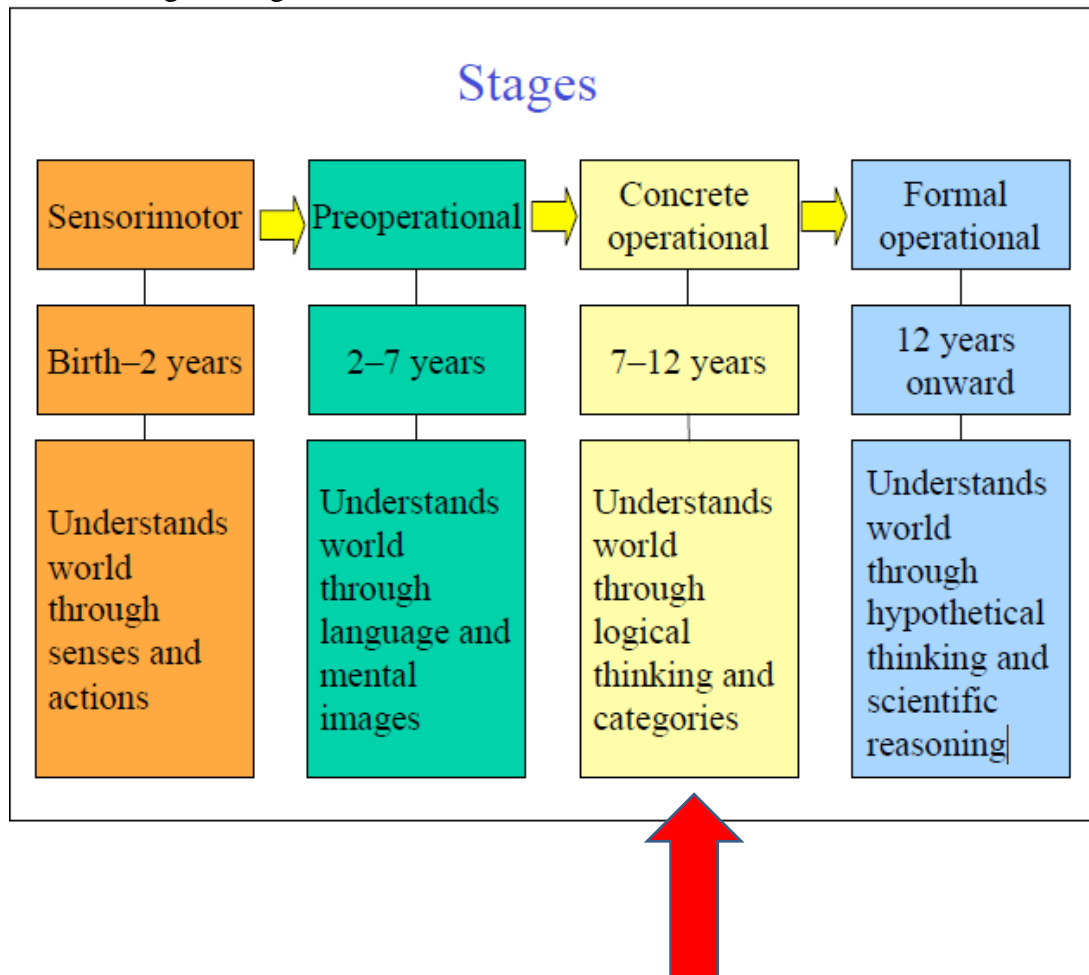 Stages
Sensorimotor
Preoperational
Concrete
operational
Formal
operational
Birth–2 years
2–7 years
7–12 years
12 years
onward
Understands
world
through
senses and
actions
Understands
world
through
language and
mental
images
Understands
world
through
logical
thinking and
categories
Understands
world
through
hypothetical
thinking and
scientific
reasoning